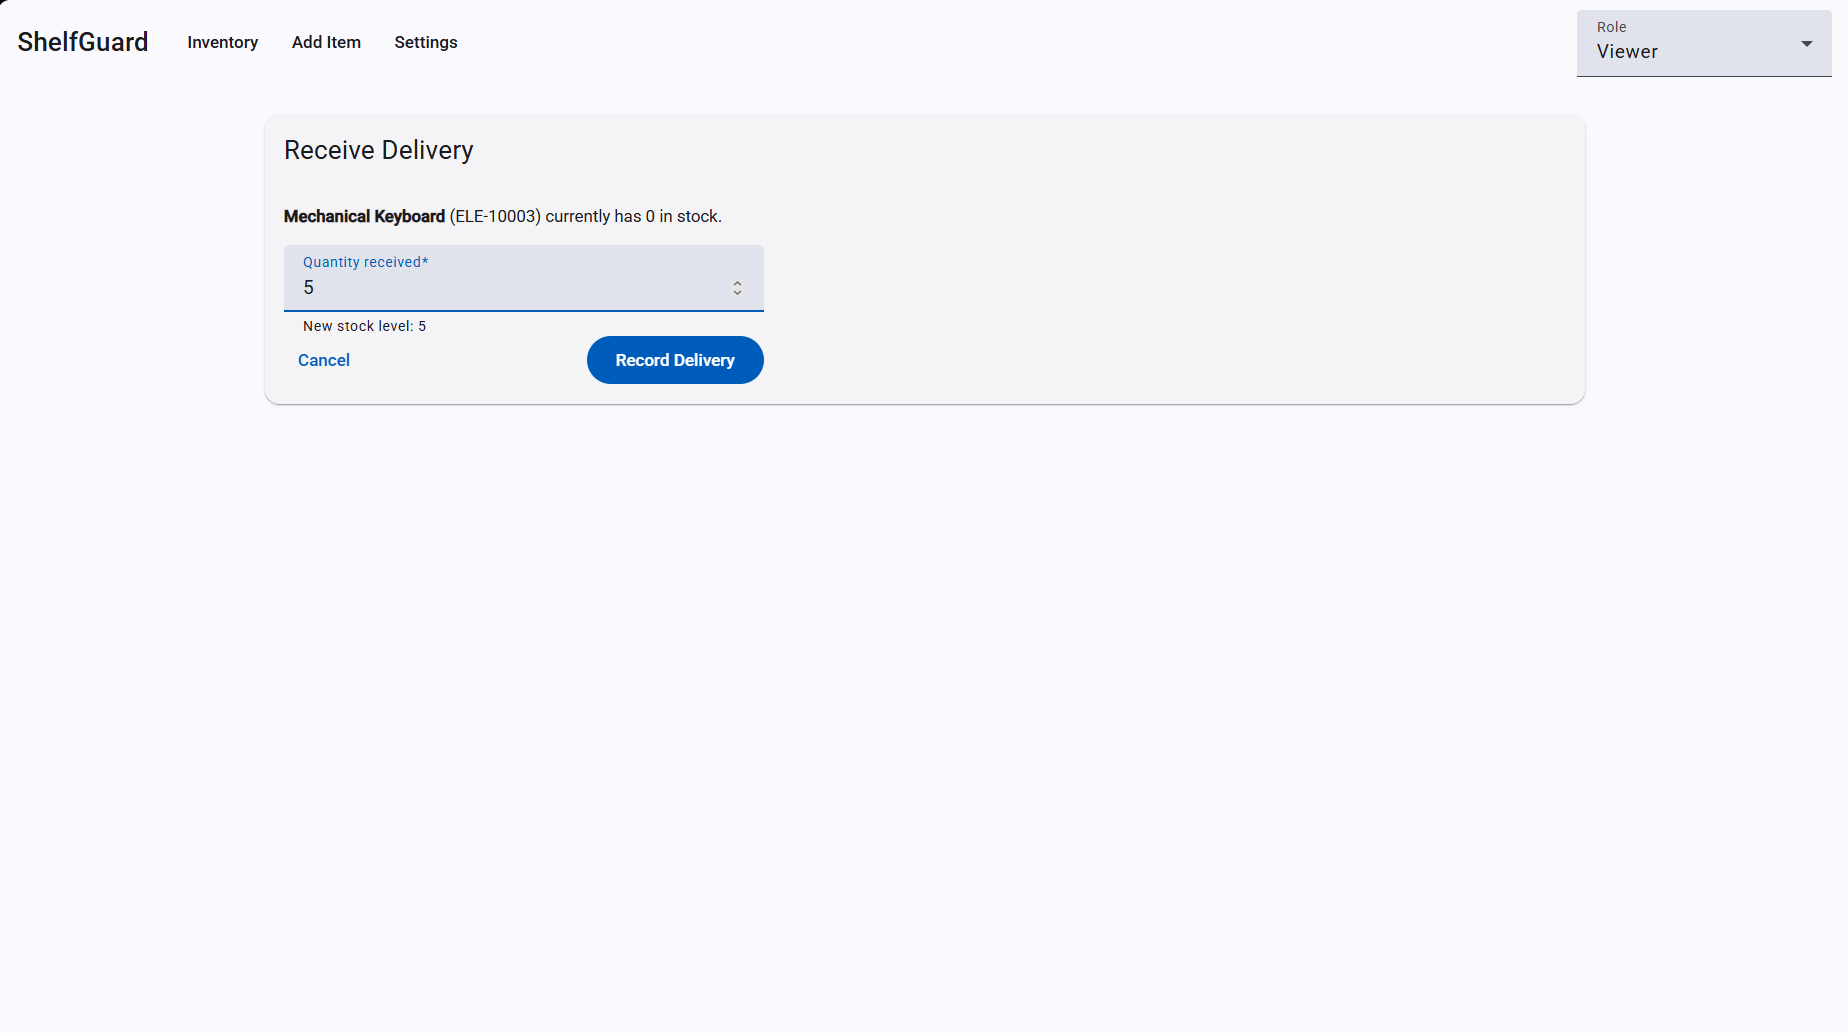 ShelfGuard Inventory Add Item Settings
Role
Viewer
Receive Delivery
Mechanical Keyboard (ELE-10003) currently has 0 in stock.
Quantity received*
5
New stock level: 5
Cancel Record Delivery